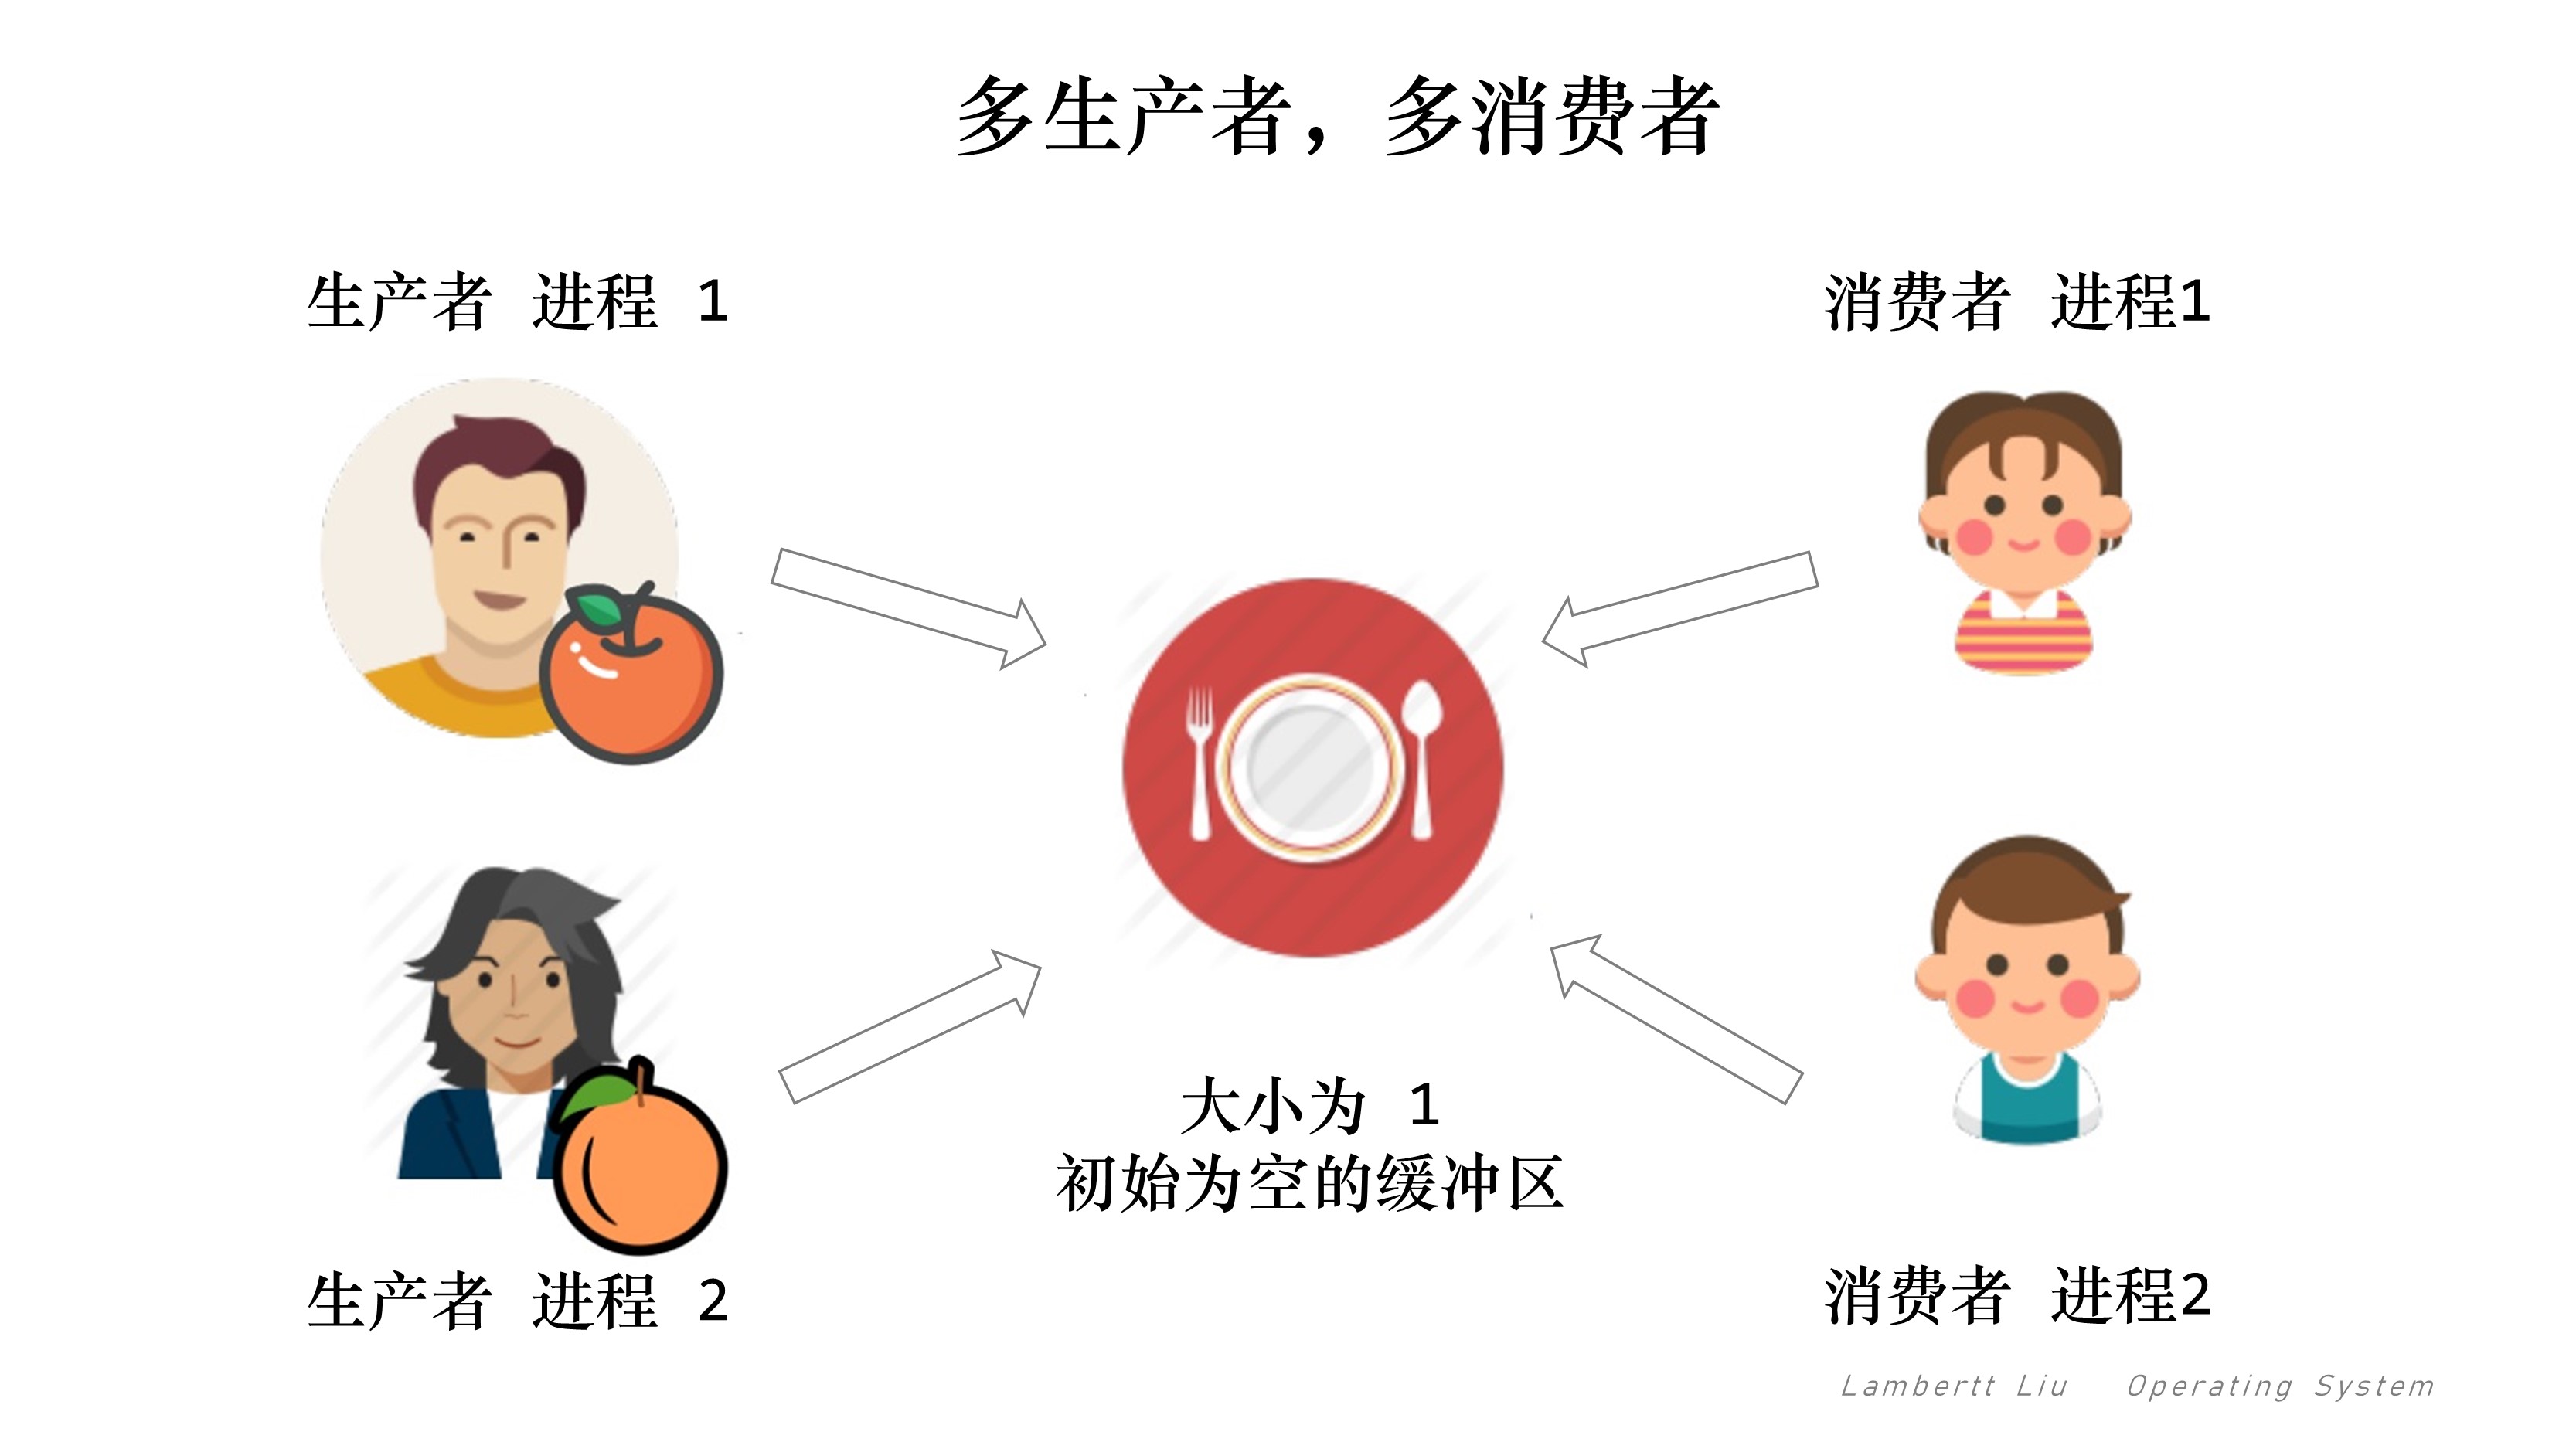 多生产者，多消费者
生产者 进程 1
消费者 进程1
大小为 1
初始为空的缓冲区
生产者 进程 2
消费者 进程2
Lambertt Liu Operating System